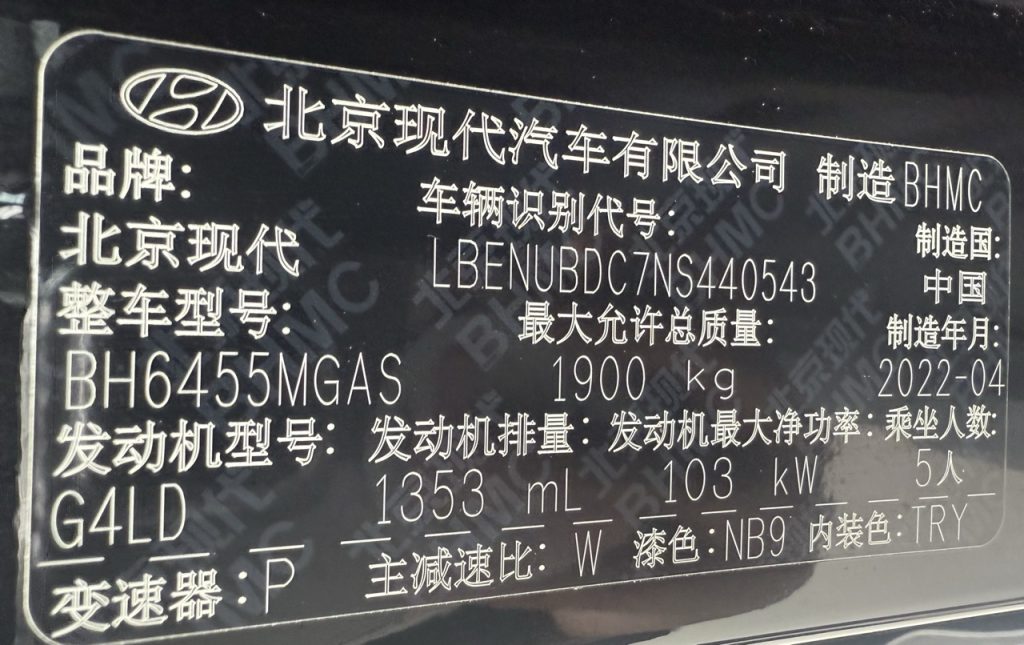 北京现代汽车有限公司 制造 BHMC
品牌: 车辆识别代号: 制造国:
北京现代 LBENUBDC7NS440543 中国
整车型号: 最大允许总质量: 制造年月:
BH6455MGAS 1900 kg 2022-04
发动机型号: 发动机排量: 发动机最大净功率: 乘坐人数:
G4LD 1353 mL 103 kW 5人
变速器: P 主减速比: W 漆色: NB9 内装色: TRY